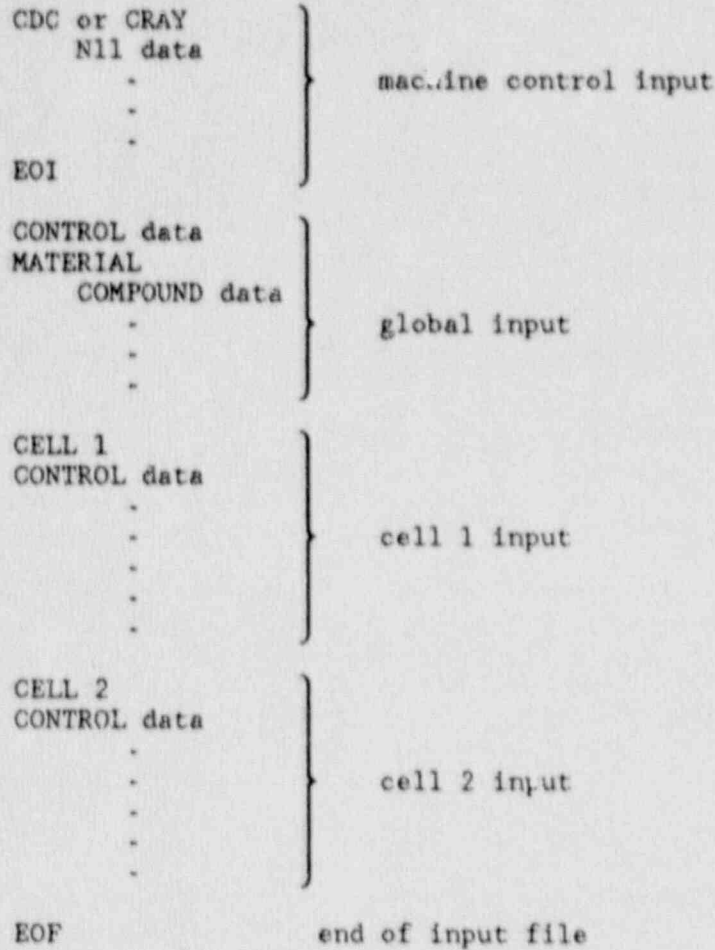 CDC or CRAY
Nll data
.
.
.
EOI
machine control input
CONTROL data
MATERIAL
COMPOUND data
.
.
.
global input
CELL 1
CONTROL data
.
.
.
.
.
cell 1 input
CELL 2
CONTROL data
.
.
.
.
.
cell 2 input
EOF end of input file